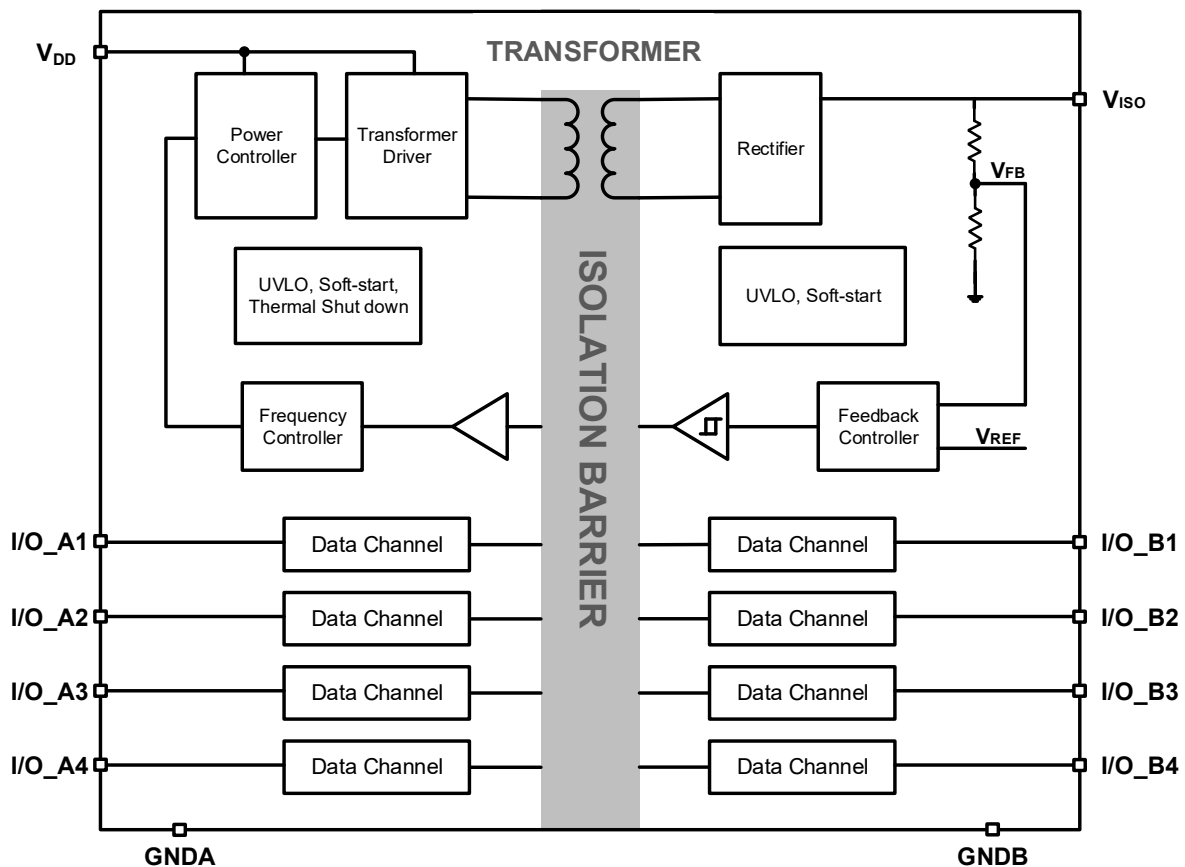 TRANSFORMER
VDD
VISO
Power
Controller
Transformer
Driver
Rectifier
VFB
ISOLATION BARRIER
UVLO, Soft-start,
Thermal Shut down
UVLO, Soft-start
Frequency
Controller
Feedback
Controller
VREF
I/O_A1
Data Channel
Data Channel
I/O_B1
I/O_A2
Data Channel
Data Channel
I/O_B2
I/O_A3
Data Channel
Data Channel
I/O_B3
I/O_A4
Data Channel
Data Channel
I/O_B4
GNDA
GNDB